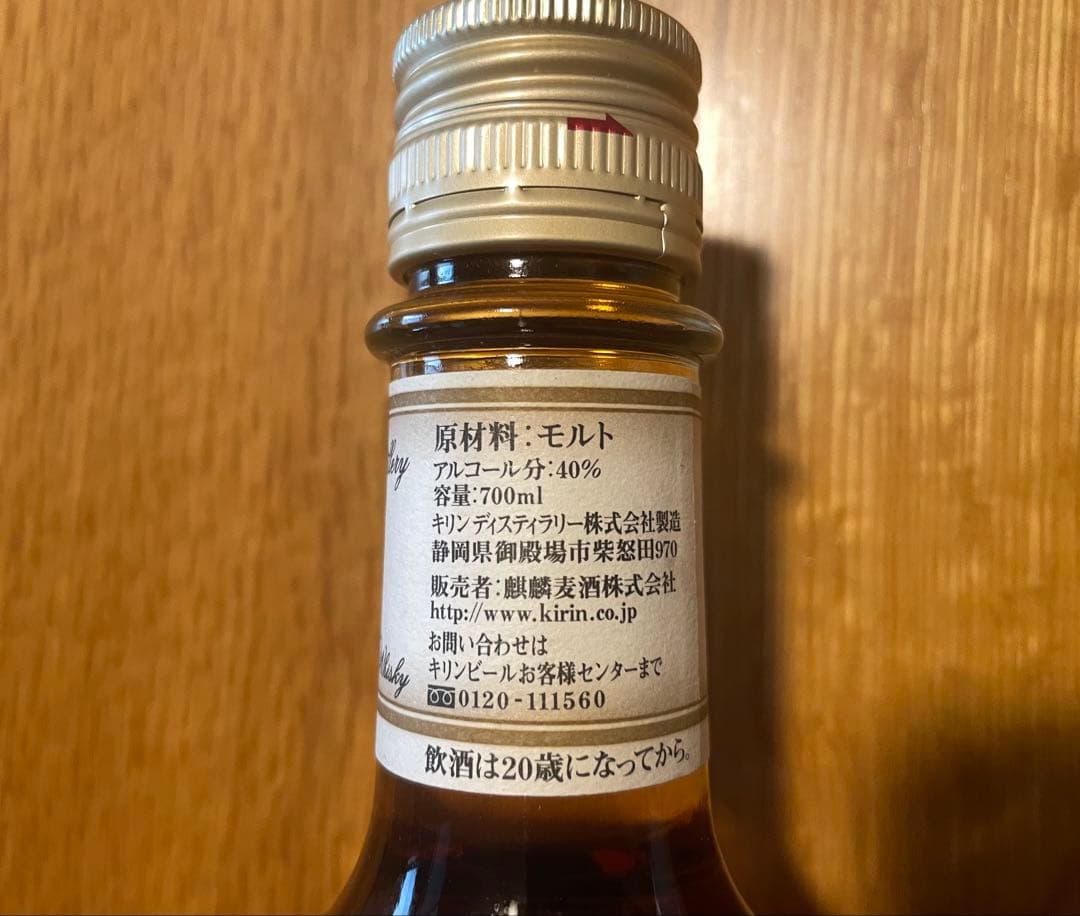 原材料：モルト
アルコール分：40%
容量：700ml
キリンディスティラリー株式会社製造
静岡県御殿場市柴怒田970
販売者：麒麟麦酒株式会社
http://www.kirin.co.jp
お問い合わせは
キリンビールお客様センターまで
0120-111560
飲酒は20歳になってから。